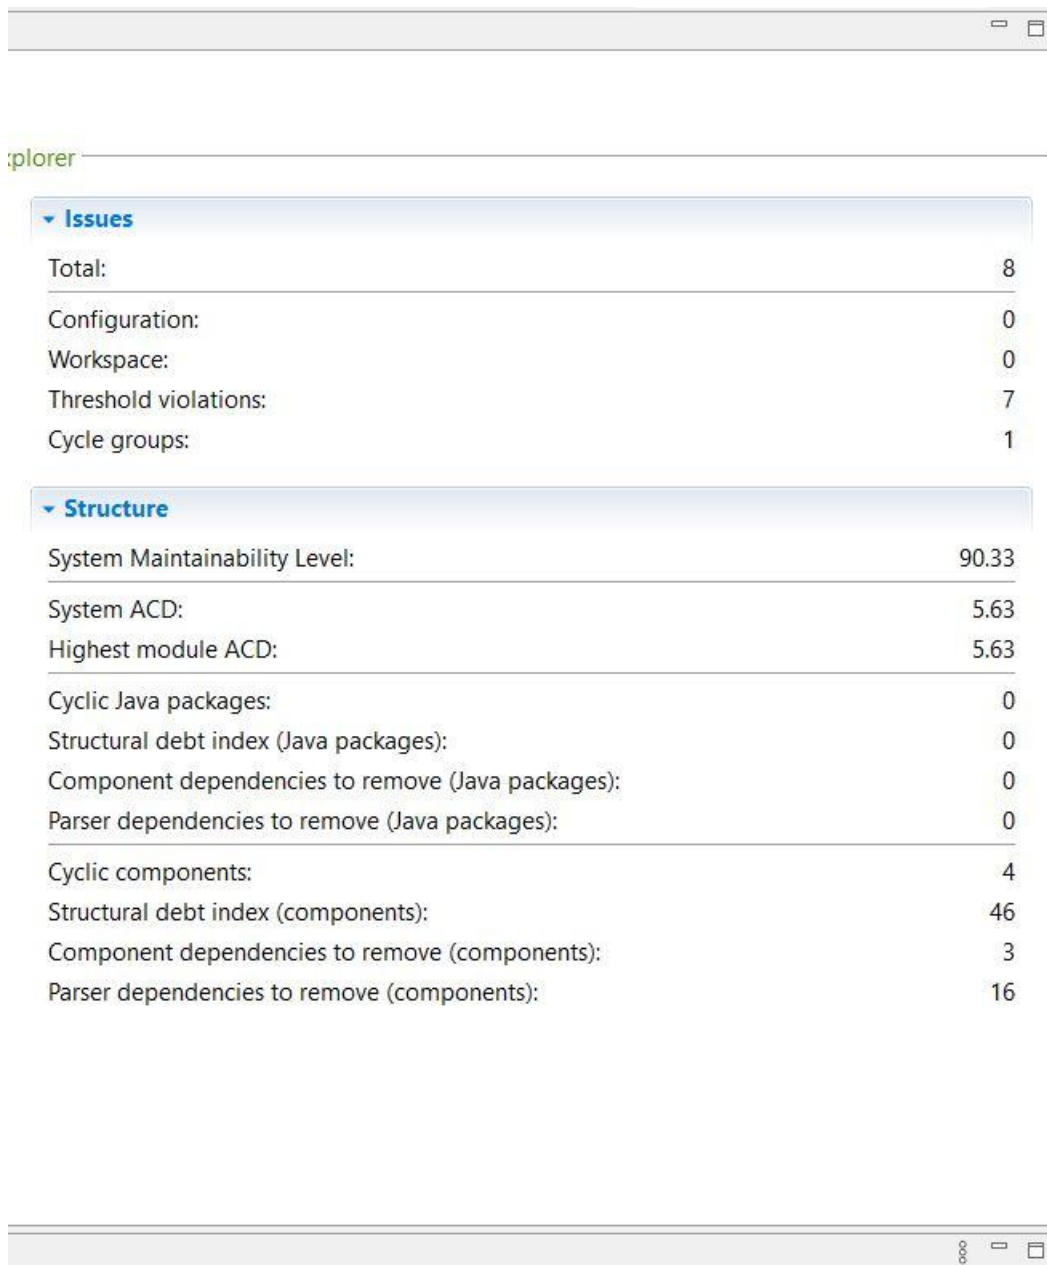 xplorer
Issues
Total: 8
Configuration: 0
Workspace: 0
Threshold violations: 7
Cycle groups: 1
Structure
System Maintainability Level: 90.33
System ACD: 5.63
Highest module ACD: 5.63
Cyclic Java packages: 0
Structural debt index (Java packages): 0
Component dependencies to remove (Java packages): 0
Parser dependencies to remove (Java packages): 0
Cyclic components: 4
Structural debt index (components): 46
Component dependencies to remove (components): 3
Parser dependencies to remove (components): 16